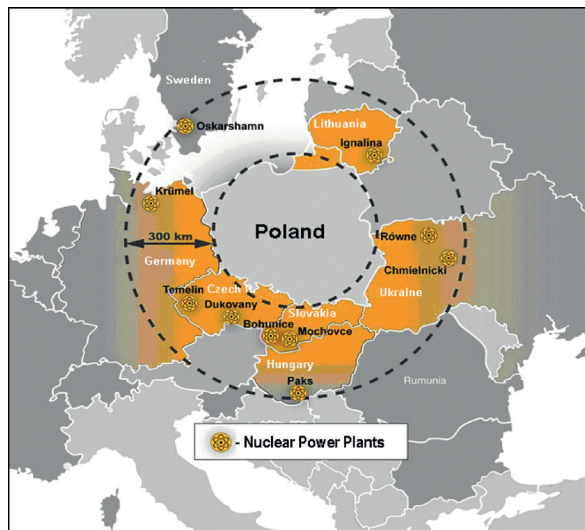 Sweden
Oskarshamn
Lithuania
Ignalina
Krümel
300 km
Poland
Germany
Równe
Chmielnicki
Ukraine
Temelin
Czech R.
Dukovany
Slovakia
Bohunice
Mochovce
Hungary
Paks
Rumunia
- Nuclear Power Plants